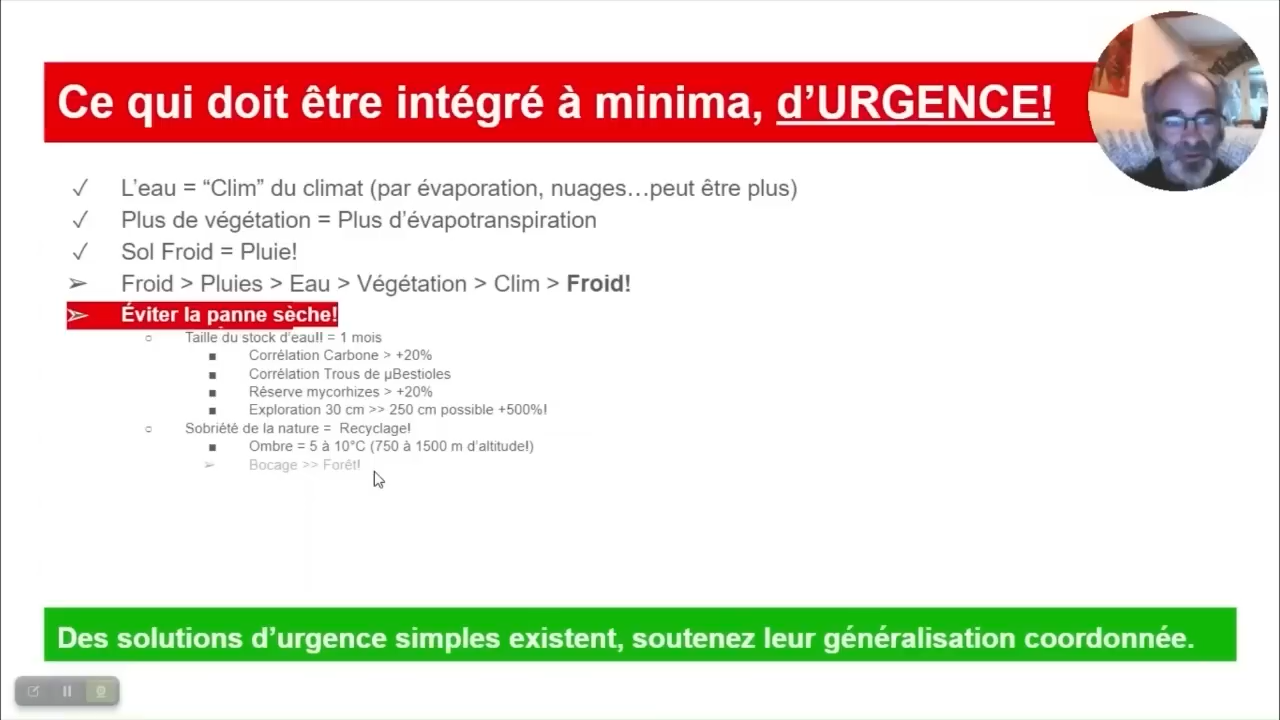 Ce qui doit être intégré à minima, d’URGENCE!
✓ L’eau = “Clim” du climat (par évaporation, nuages…peut être plus)
✓ Plus de végétation = Plus d’évapotranspiration
✓ Sol Froid = Pluie!
➢ Froid > Pluies > Eau > Végétation > Clim > Froid!
➢ Éviter la panne sèche!
○ Taille du stock d’eau!! = 1 mois
■ Corrélation Carbone > +20%
■ Corrélation Trous de µBestioles
■ Réserve mycorhizes > +20%
■ Exploration 30 cm >> 250 cm possible +500%!
○ Sobriété de la nature = Recyclage!
■ Ombre = 5 à 10°C (750 à 1500 m d’altitude!)
➢ Bocage >> Forêt!
Des solutions d’urgence simples existent, soutenez leur généralisation coordonnée.